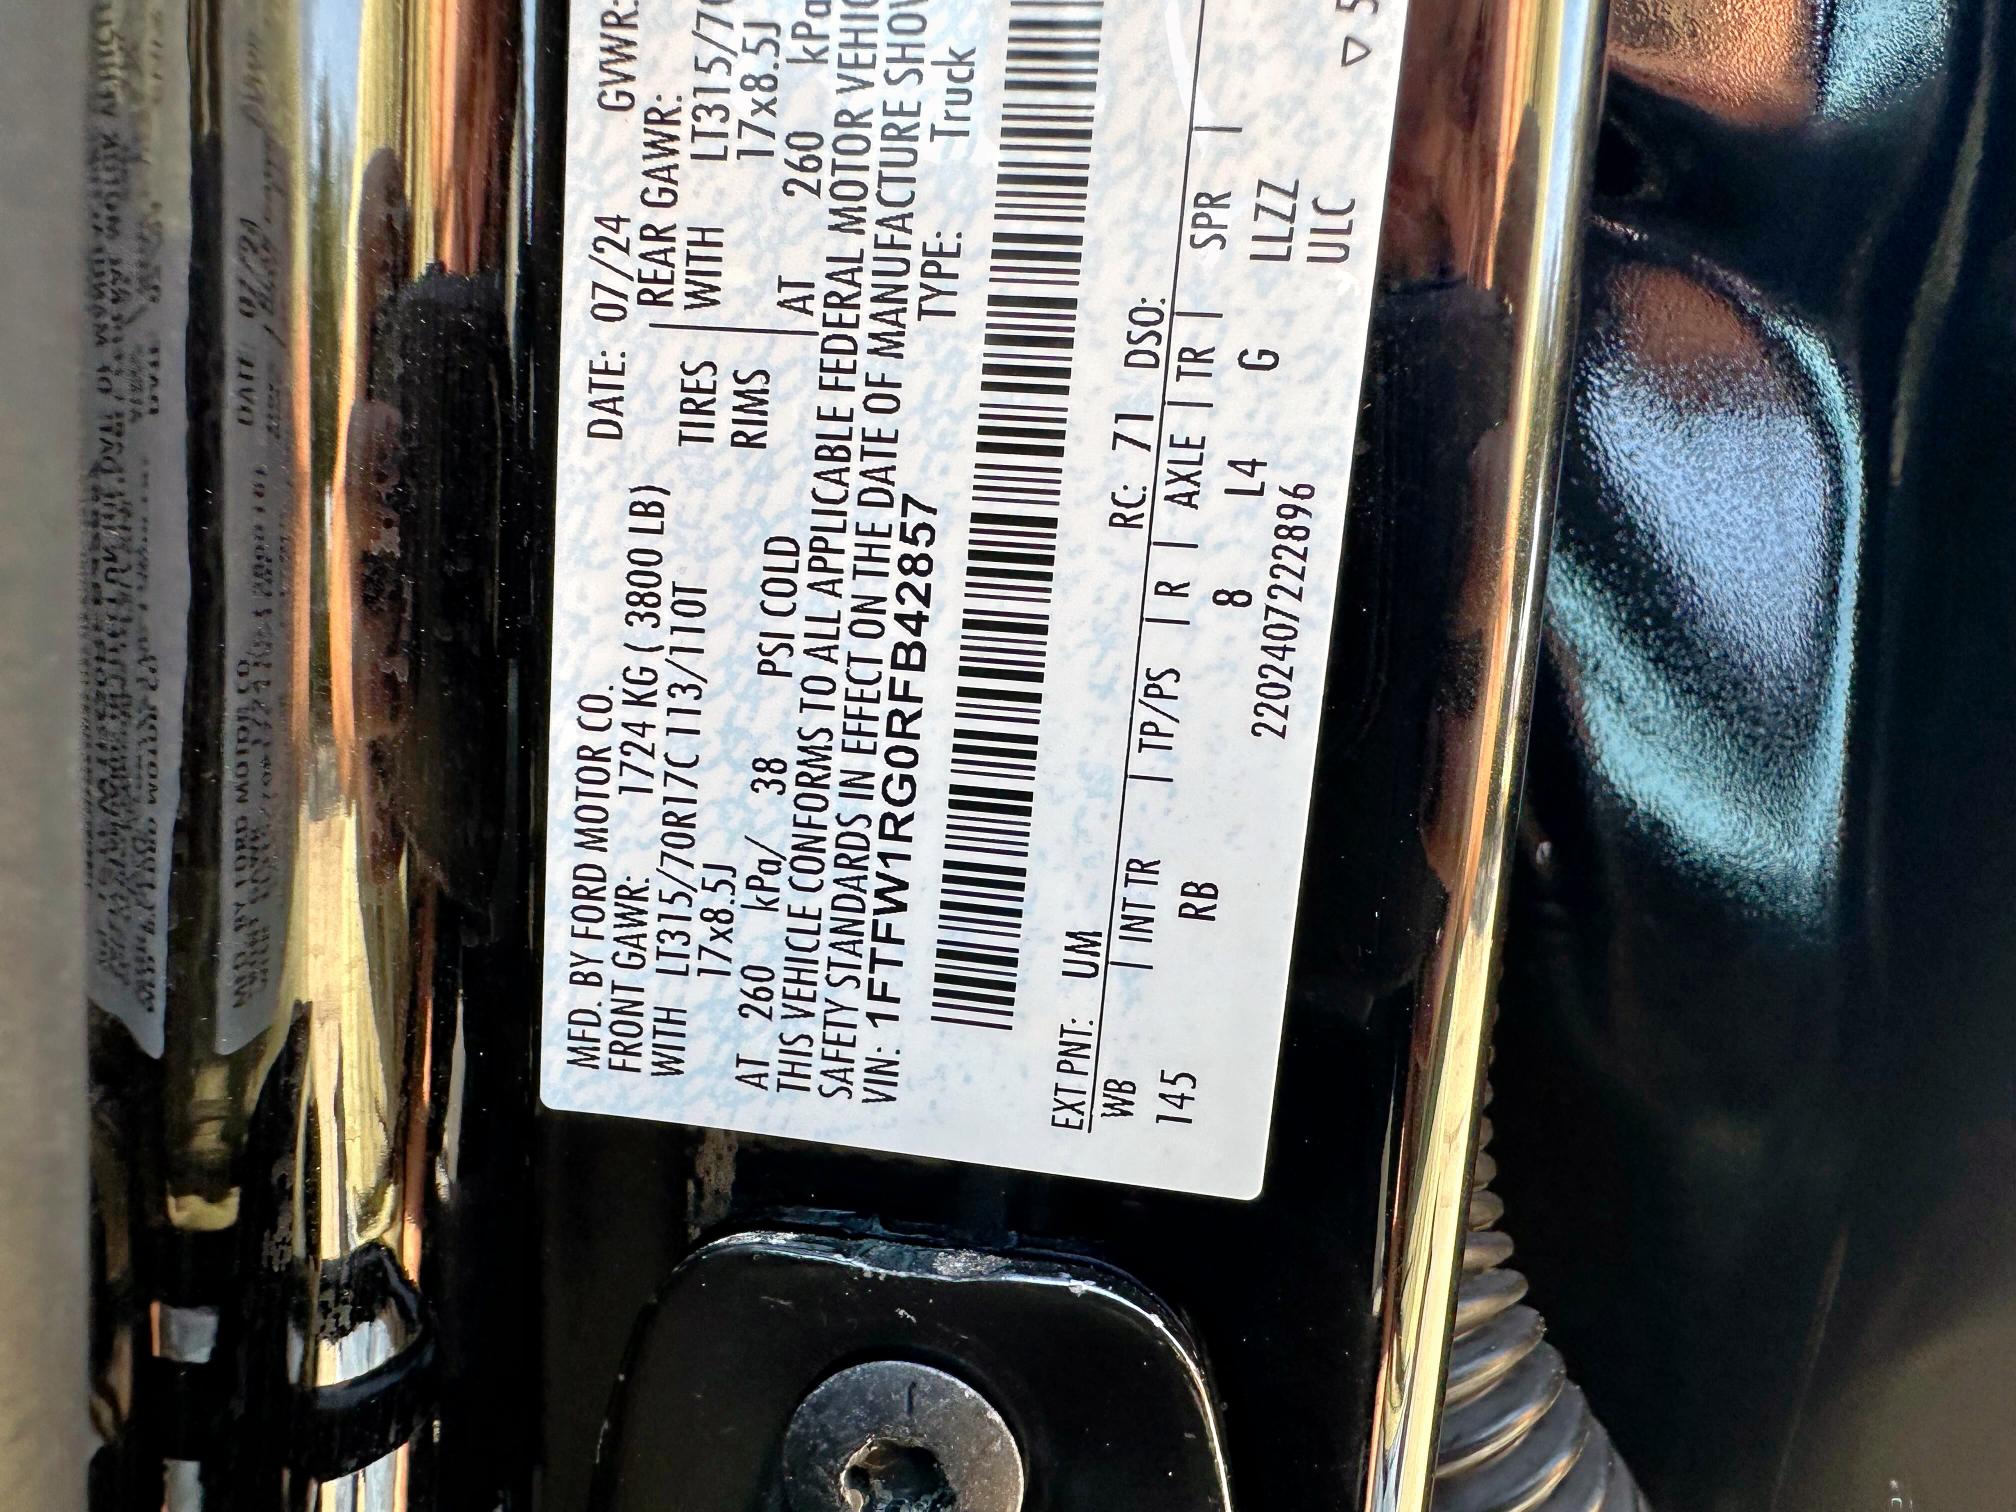 MFD. BY FORD MOTOR CO.
DATE: 07/24
GVWR:
FRONT GAWR: 1724 KG ( 3800 LB)
REAR GAWR:
WITH LT315/70R17C 113/110T
TIRES
WITH LT315/70
17x8.5J
RIMS
17x8.5J
AT 260 kPa/ 38 PSI COLD
AT 260 kPa
THIS VEHICLE CONFORMS TO ALL APPLICABLE FEDERAL MOTOR VEHIC
SAFETY STANDARDS IN EFFECT ON THE DATE OF MANUFACTURE SHOW
VIN: 1FTFW1RG0RFB42857
TYPE: Truck
EXT PNT: UM RC: 71 DSO:
WB | INT TR | TP/PS | R | AXLE | TR | SPR |
145 RB 8 L4 G LLZZ
2202407222896 ULC
▽ 5